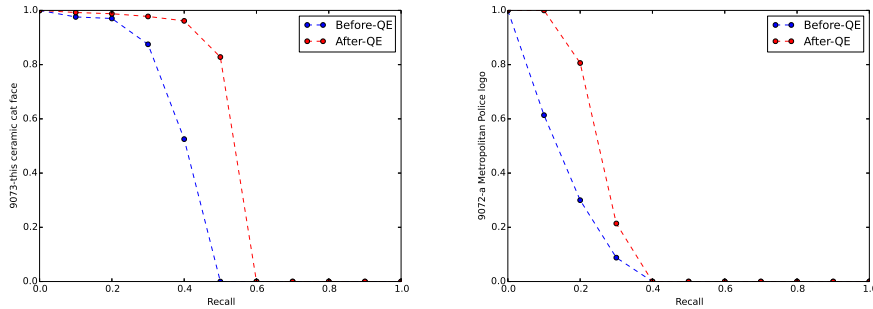 1.0
0.8
0.6
0.4
0.2
0.0
0.0 0.2 0.4 0.6 0.8 1.0
Recall
9073-this ceramic cat face
Before-QE
After-QE
1.0
0.8
0.6
0.4
0.2
0.0
0.0 0.2 0.4 0.6 0.8 1.0
Recall
9072-a Metropolitan Police logo
Before-QE
After-QE